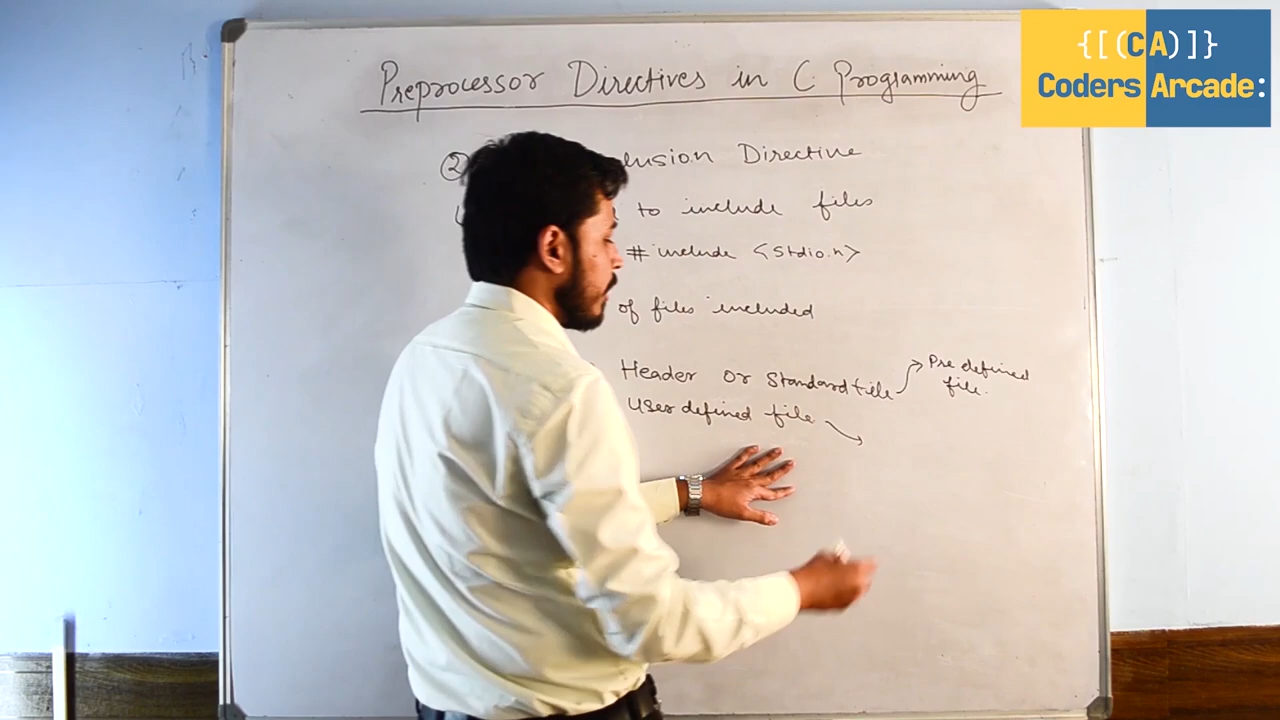 {[(CA)]}
Coders Arcade:
Preprocessor Directives in C Programming
② lusion Directive
to include files
# include <stdio.h>
of files included
Header or Standard file
Pre defined
file.
User defined file